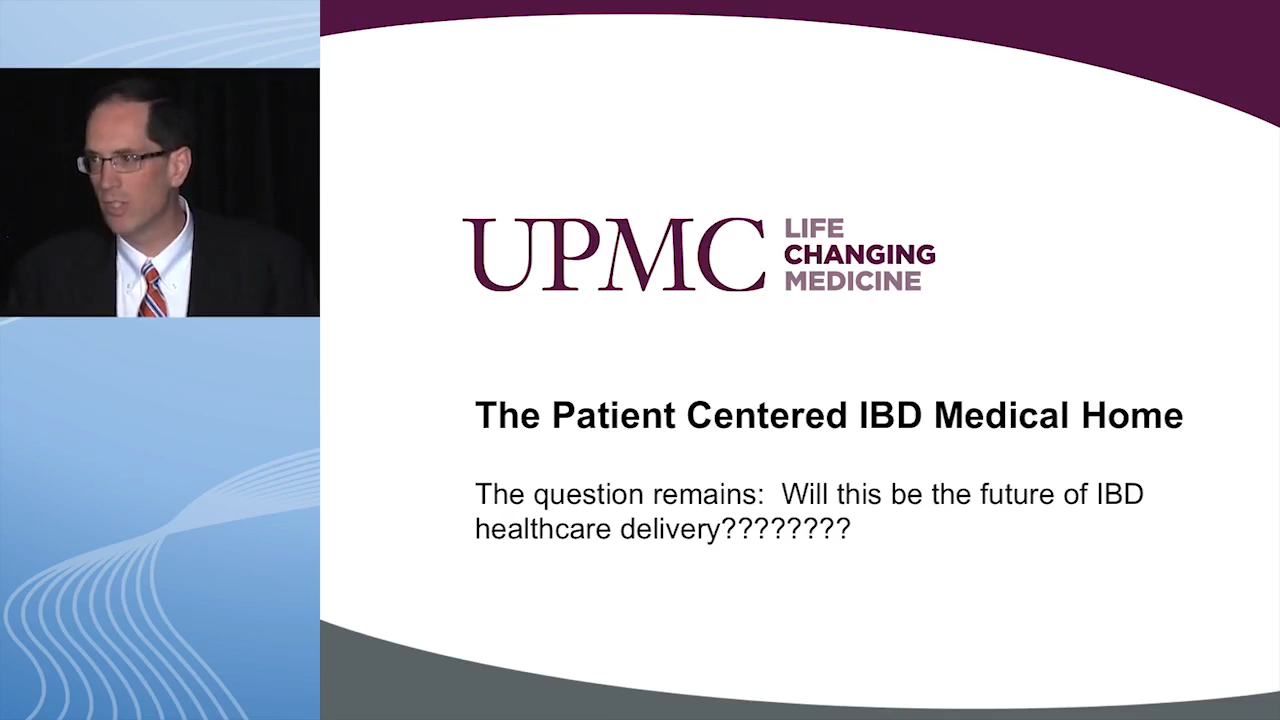 UPMC
LIFE
CHANGING
MEDICINE
The Patient Centered IBD Medical Home
The question remains:  Will this be the future of IBD
healthcare delivery????????